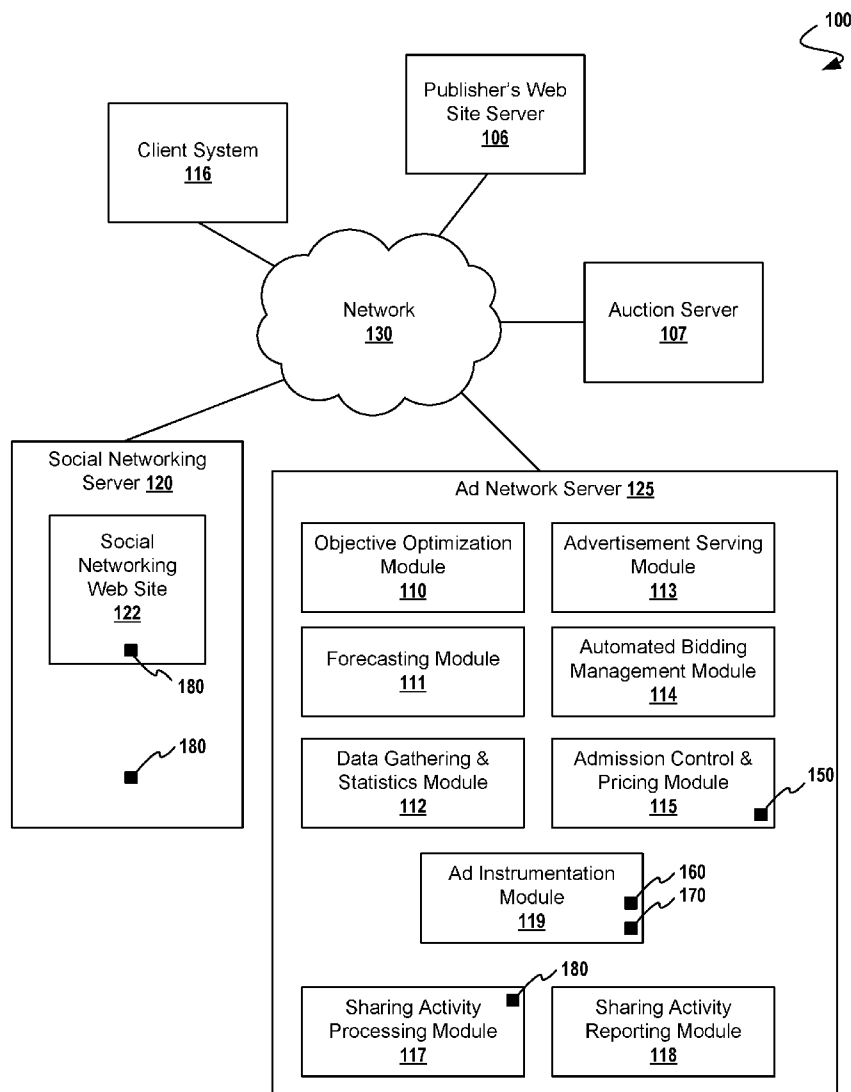 100
Publisher's Web
Site Server
106
Client System
116
Network
130
Auction Server
107
Social Networking
Server 120
Social
Networking
Web Site
122
180
180
Ad Network Server 125
Objective Optimization
Module
110
Advertisement Serving
Module
113
Forecasting Module
111
Automated Bidding
Management Module
114
Data Gathering &
Statistics Module
112
Admission Control &
Pricing Module
115
150
Ad Instrumentation
Module
119
160
170
180
Sharing Activity
Processing Module
117
Sharing Activity
Reporting Module
118